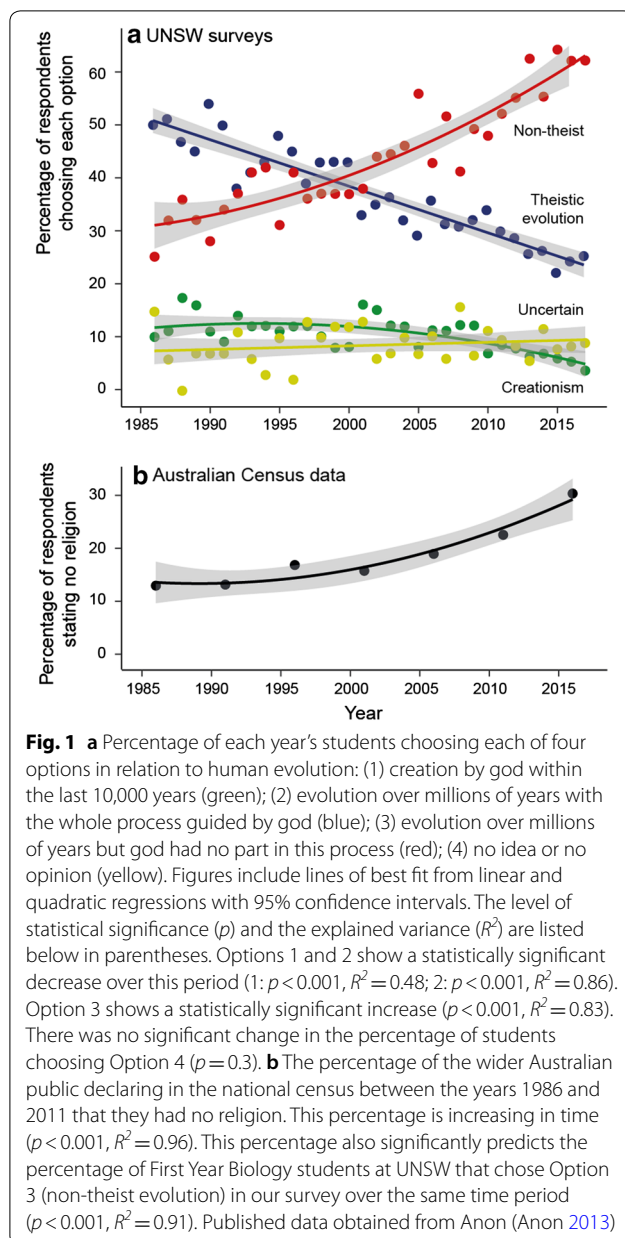 a UNSW surveys
Percentage of respondents
choosing each option
60
50
40
30
20
10
0
Non-theist
Theistic
evolution
Uncertain
Creationism
1985 1990 1995 2000 2005 2010 2015
b Australian Census data
Percentage of respondents
stating no religion
30
20
10
0
1985 1990 1995 2000 2005 2010 2015
Year
Fig. 1 a Percentage of each year's students choosing each of four
options in relation to human evolution: (1) creation by god within
the last 10,000 years (green); (2) evolution over millions of years with
the whole process guided by god (blue); (3) evolution over millions
of years but god had no part in this process (red); (4) no idea or no
opinion (yellow). Figures include lines of best fit from linear and
quadratic regressions with 95% confidence intervals. The level of
statistical significance (p) and the explained variance (R²) are listed
below in parentheses. Options 1 and 2 show a statistically significant
decrease over this period (1: p < 0.001, R² = 0.48; 2: p < 0.001, R² = 0.86).
Option 3 shows a statistically significant increase (p < 0.001, R² = 0.83).
There was no significant change in the percentage of students
choosing Option 4 (p = 0.3). b The percentage of the wider Australian
public declaring in the national census between the years 1986 and
2011 that they had no religion. This percentage is increasing in time
(p < 0.001, R² = 0.96). This percentage also significantly predicts the
percentage of First Year Biology students at UNSW that chose Option
3 (non-theist evolution) in our survey over the same time period
(p < 0.001, R² = 0.91). Published data obtained from Anon (Anon 2013)